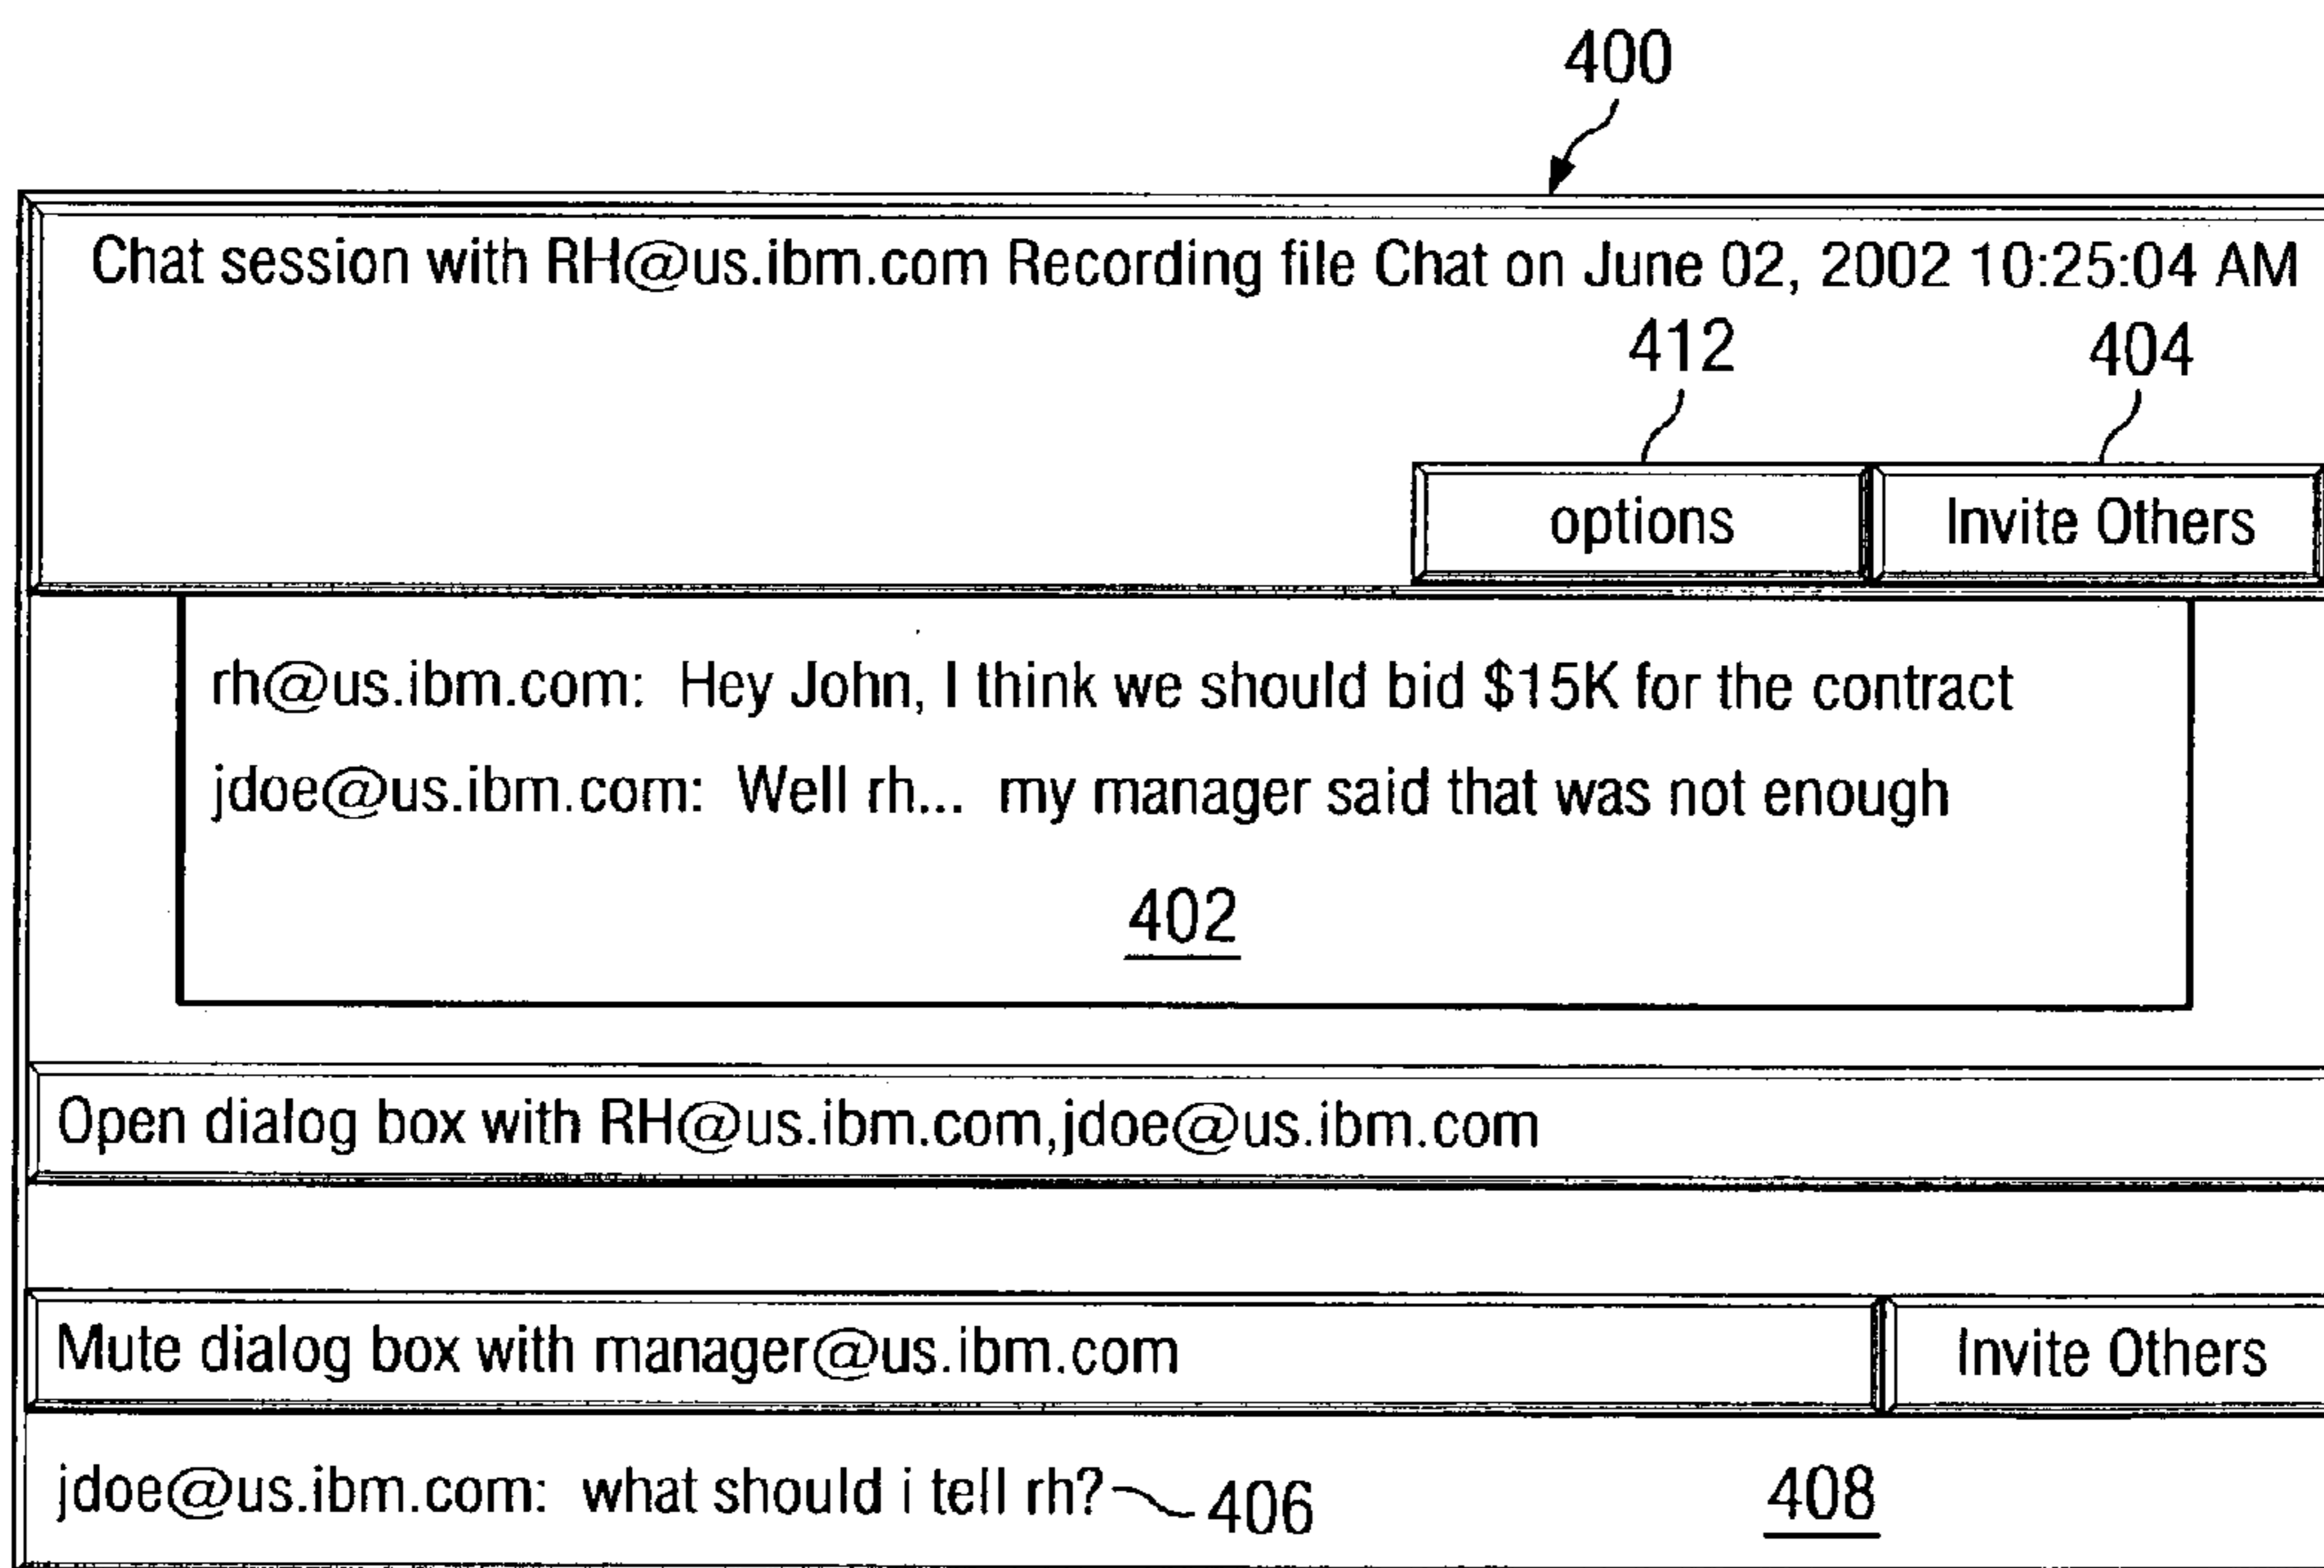 400
Chat session with RH@us.ibm.com Recording file Chat on June 02, 2002 10:25:04 AM
412 404
options Invite Others
rh@us.ibm.com: Hey John, I think we should bid $15K for the contract
jdoe@us.ibm.com: Well rh... my manager said that was not enough
402
Open dialog box with RH@us.ibm.com,jdoe@us.ibm.com
Mute dialog box with manager@us.ibm.com Invite Others
jdoe@us.ibm.com: what should i tell rh? 406 408